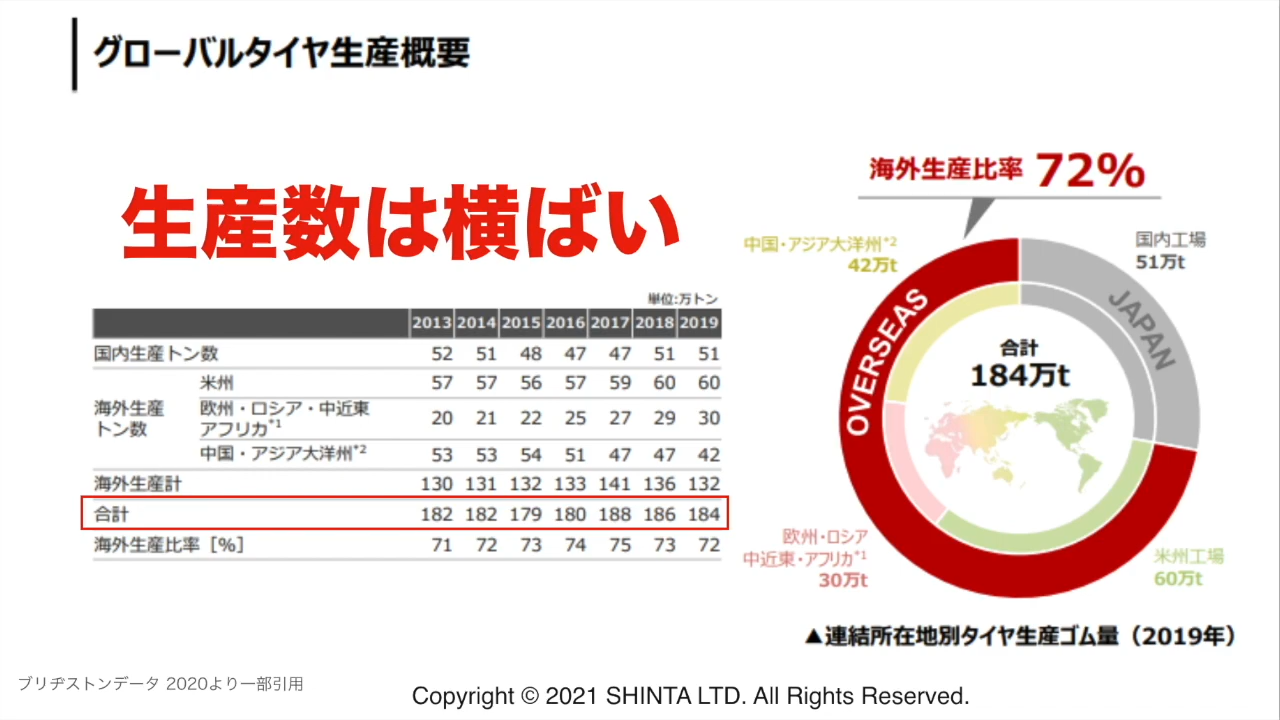 グローバルタイヤ生産概要
生産数は横ばい
単位:万トン
2013 2014 2015 2016 2017 2018 2019
国内生産トン数 52 51 48 47 47 51 51
海外生産
トン数
米州 57 57 56 57 59 60 60
欧州・ロシア・中近東
アフリカ*1 20 21 22 25 27 29 30
中国・アジア大洋州*2 53 53 54 51 47 47 42
海外生産計 130 131 132 133 141 136 132
合計 182 182 179 180 188 186 184
海外生産比率［%］ 71 72 73 74 75 73 72
海外生産比率 72%
中国・アジア大洋州*2
42万t
国内工場
51万t
OVERSEAS
JAPAN
合計
184万t
欧州・ロシア
中近東・アフリカ*1
30万t
米州工場
60万t
▲連結所在地別タイヤ生産ゴム量（2019年）
ブリヂストンデータ 2020より一部引用
Copyright © 2021 SHINTA LTD. All Rights Reserved.